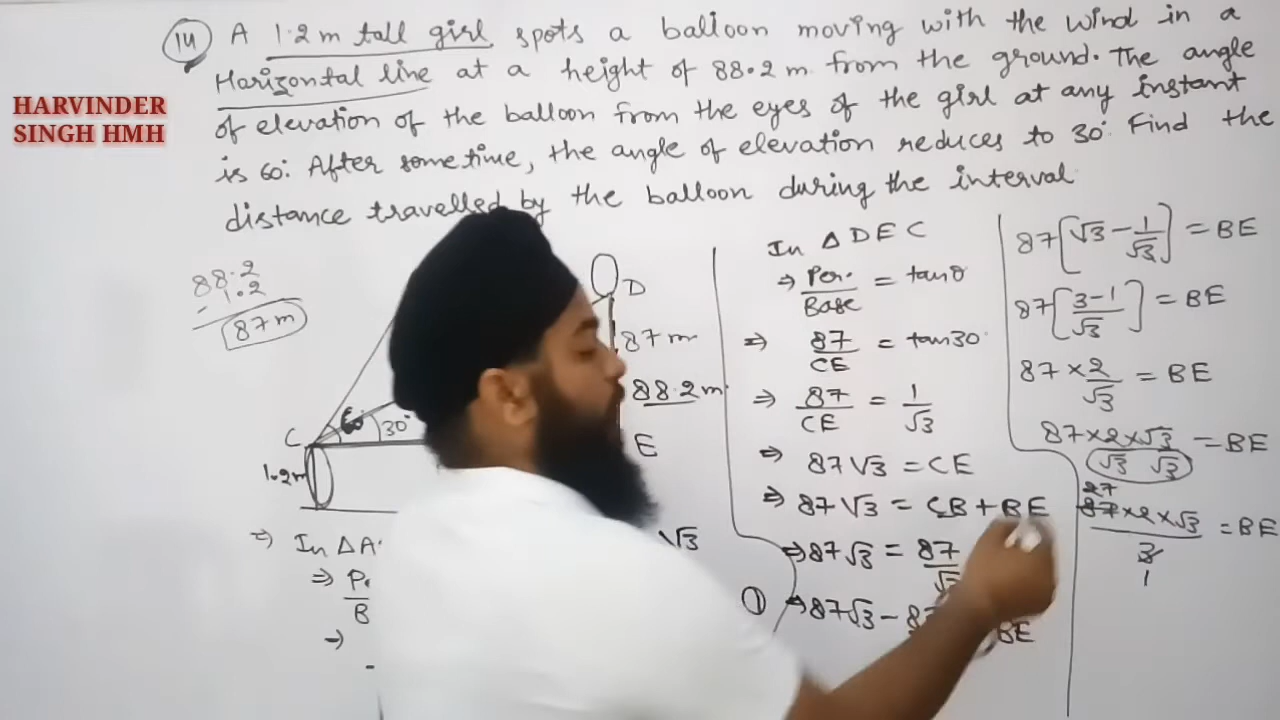 14 A 1.2 m tall girl spots a balloon moving with the wind in a
Horizontal line at a height of 88.2 m from the ground. The angle
of elevation of the balloon from the eyes of the girl at any instant
is 60°. After some time, the angle of elevation reduces to 30°. Find the
distance travelled by the balloon during the interval.
HARVINDER
SINGH HMH
88.2
- 1.2
87 m
D
87 m
88.2 m
C 60° 30°
E
1.2m
√3
⇒ In △ A
⇒
B
⇒
In △ DEC
⇒ Per. / Base = tanθ
⇒ 87 / CE = tan30°
⇒ 87 / CE = 1 / √3
⇒ 87√3 = CE
⇒ 87√3 = CB + BE
⇒ 87√3 = 87 / √3
① ⇒ 87√3 - 87 BE
87[√3 - 1/√3] = BE
87[3-1 / √3] = BE
87 × 2 / √3 = BE
87×2×√3 / √3 √3 = BE
27
87×2×√3 / 3 = BE
1